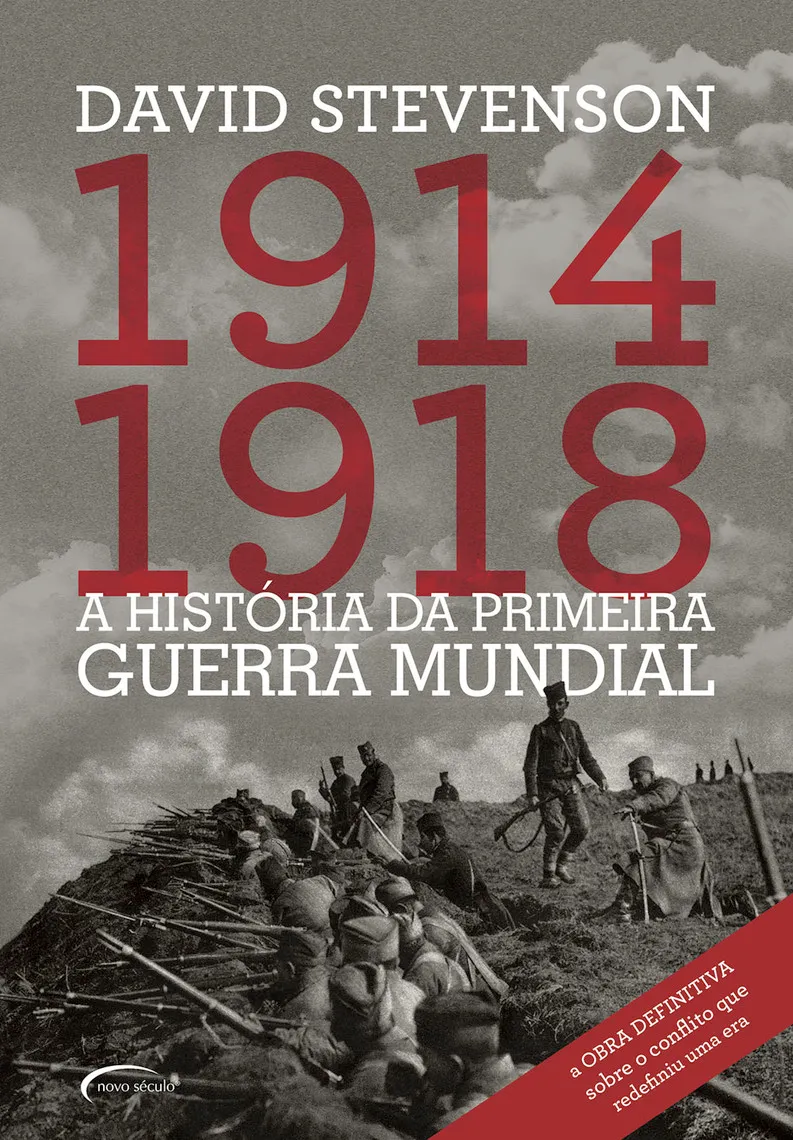 DAVID STEVENSON
1914
1918
A HISTÓRIA DA PRIMEIRA
GUERRA MUNDIAL
a OBRA DEFINITIVA
sobre o conflito que
redefiniu uma era
novo século